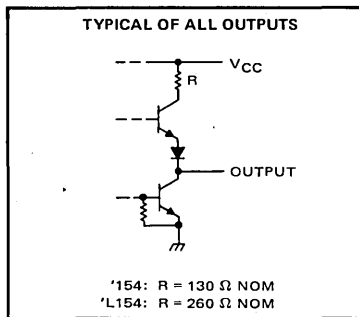 TYPICAL OF ALL OUTPUTS
VCC
R
OUTPUT
'154: R = 130 Ω NOM
'L154: R = 260 Ω NOM